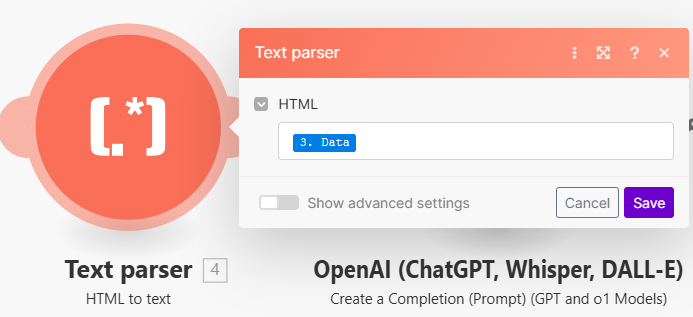 Text parser
HTML
3. Data
Show advanced settings
Cancel
Save
Text parser 4
HTML to text
OpenAI (ChatGPT, Whisper, DALL-E)
Create a Completion (Prompt) (GPT and o1 Models)